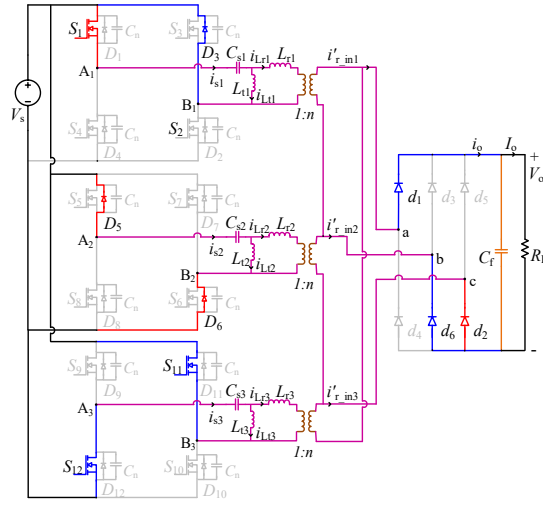 S1 Cn D1 S3 D3 Cn
A1 is1 Cs1 iLr1 Lr1 i'r_in1
Lt1 iLt1 B1 1:n
S4 Cn D4 S2 Cn D2
Vs
io Io + Vo
d1 d3 d5
a b c
Cf RL
d4 d6 d2 -
S5 Cn D5 S7 Cn D7
A2 is2 Cs2 iLr2 Lr2 i'r_in2
Lt2 iLt2 B2 1:n
S8 Cn D8 S6 Cn D6
S9 Cn D9 S11 Cn D11
A3 is3 Cs3 iLr3 Lr3 i'r_in3
Lt3 iLt3 B3 1:n
S12 Cn D12 S10 Cn D10